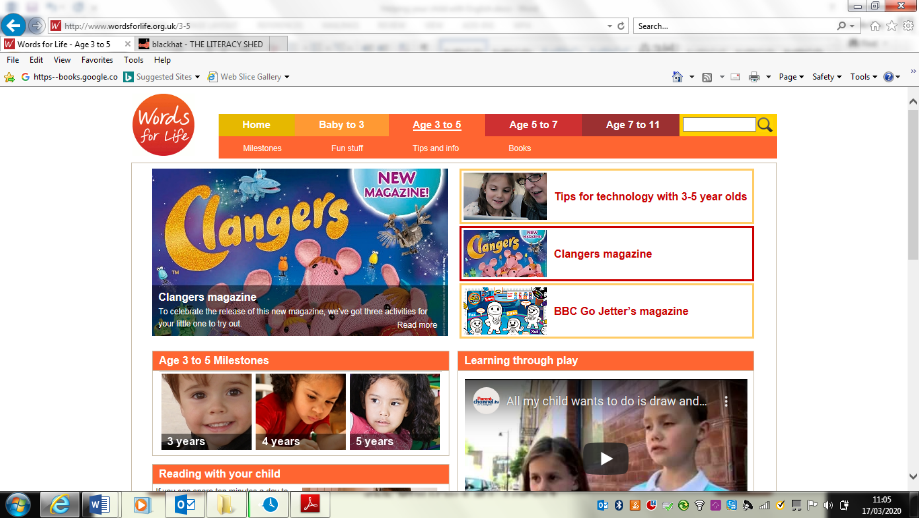 http://www.wordsforlife.org.uk/3-5
Search...
Words for Life - Age 3 to 5
blackhat - THE LITERACY SHED
File Edit View Favorites Tools Help
https--books.google.co
Suggested Sites
Web Slice Gallery
Page Safety Tools
Words for Life
Home
Baby to 3
Age 3 to 5
Age 5 to 7
Age 7 to 11
Milestones
Fun stuff
Tips and info
Books
NEW MAGAZINE!
Clangers
TM
Clangers magazine
To celebrate the release of this new magazine, we've got three activities for
your little one to try out
Read more
Tips for technology with 3-5 year olds
Clangers
Clangers magazine
BBC Go Jetter's magazine
Age 3 to 5 Milestones
3 years
4 years
5 years
Learning through play
All my child wants to do is draw and...
Reading with your child
11:05
17/03/2020